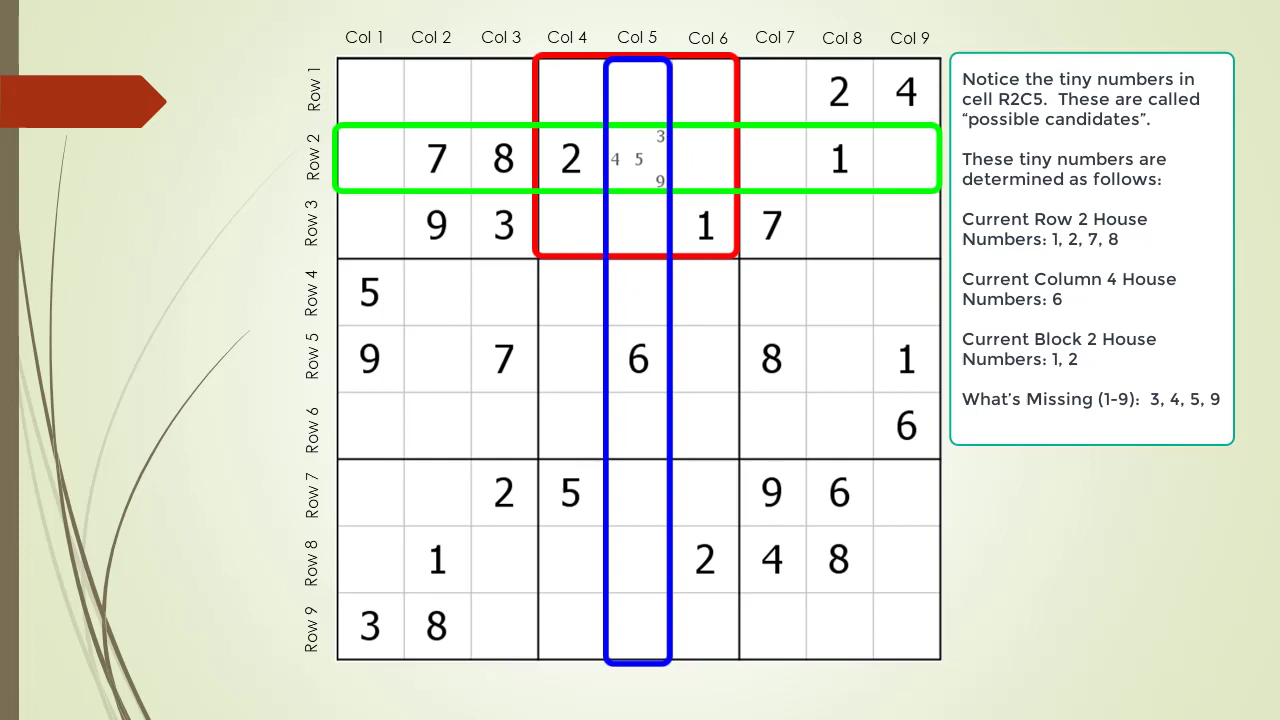 Col 1 Col 2 Col 3 Col 4 Col 5 Col 6 Col 7 Col 8 Col 9
Row 1 2 4
Row 2 7 8 2 3 4 5 9 1
Row 3 9 3 1 7
Row 4 5
Row 5 9 7 6 8 1
Row 6 6
Row 7 2 5 9 6
Row 8 1 2 4 8
Row 9 3 8
Notice the tiny numbers in
cell R2C5.  These are called
“possible candidates”.
These tiny numbers are
determined as follows:
Current Row 2 House
Numbers: 1, 2, 7, 8
Current Column 4 House
Numbers: 6
Current Block 2 House
Numbers: 1, 2
What’s Missing (1-9):  3, 4, 5, 9